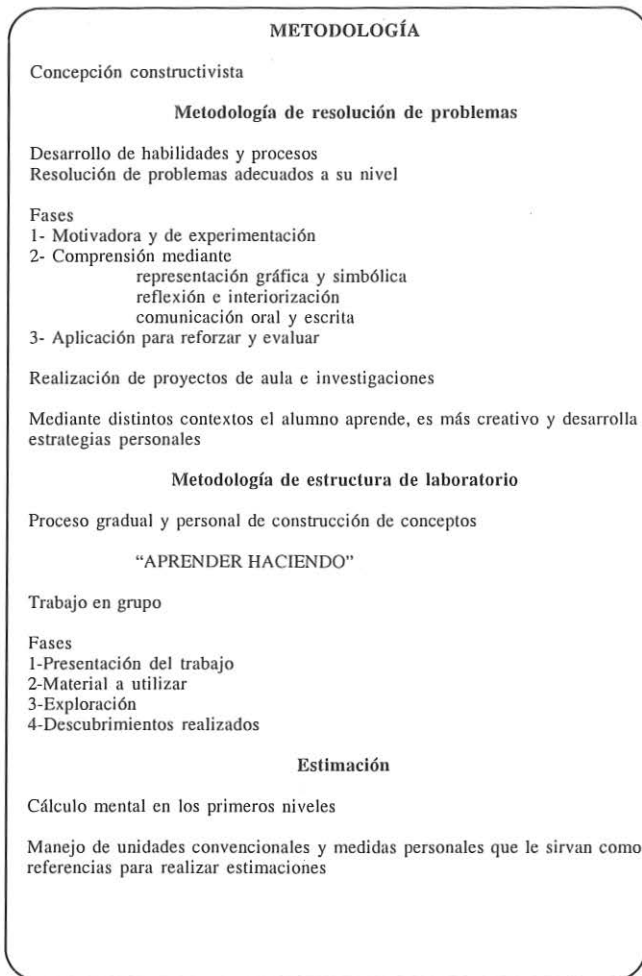 METODOLOGÍA
Concepción constructivista
Metodología de resolución de problemas
Desarrollo de habilidades y procesos
Resolución de problemas adecuados a su nivel
Fases
1- Motivadora y de experimentación
2- Comprensión mediante
representación gráfica y simbólica
reflexión e interiorización
comunicación oral y escrita
3- Aplicación para reforzar y evaluar
Realización de proyectos de aula e investigaciones
Mediante distintos contextos el alumno aprende, es más creativo y desarrolla
estrategias personales
Metodología de estructura de laboratorio
Proceso gradual y personal de construcción de conceptos
“APRENDER HACIENDO”
Trabajo en grupo
Fases
1-Presentación del trabajo
2-Material a utilizar
3-Exploración
4-Descubrimientos realizados
Estimación
Cálculo mental en los primeros niveles
Manejo de unidades convencionales y medidas personales que le sirvan como
referencias para realizar estimaciones